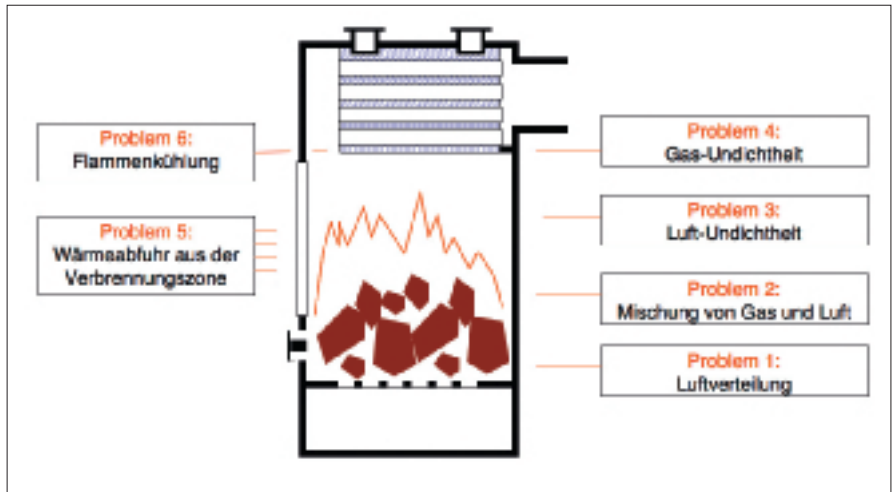 Problem 6:
Flammenkühlung
Problem 5:
Wärmeabfuhr aus der
Verbrennungszone
Problem 4:
Gas-Undichtheit
Problem 3:
Luft-Undichtheit
Problem 2:
Mischung von Gas und Luft
Problem 1:
Luftverteilung